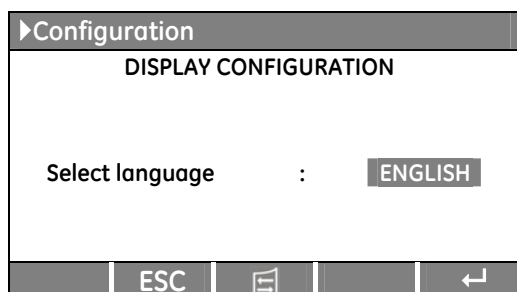 Configuration
DISPLAY CONFIGURATION
Select language : ENGLISH
ESC